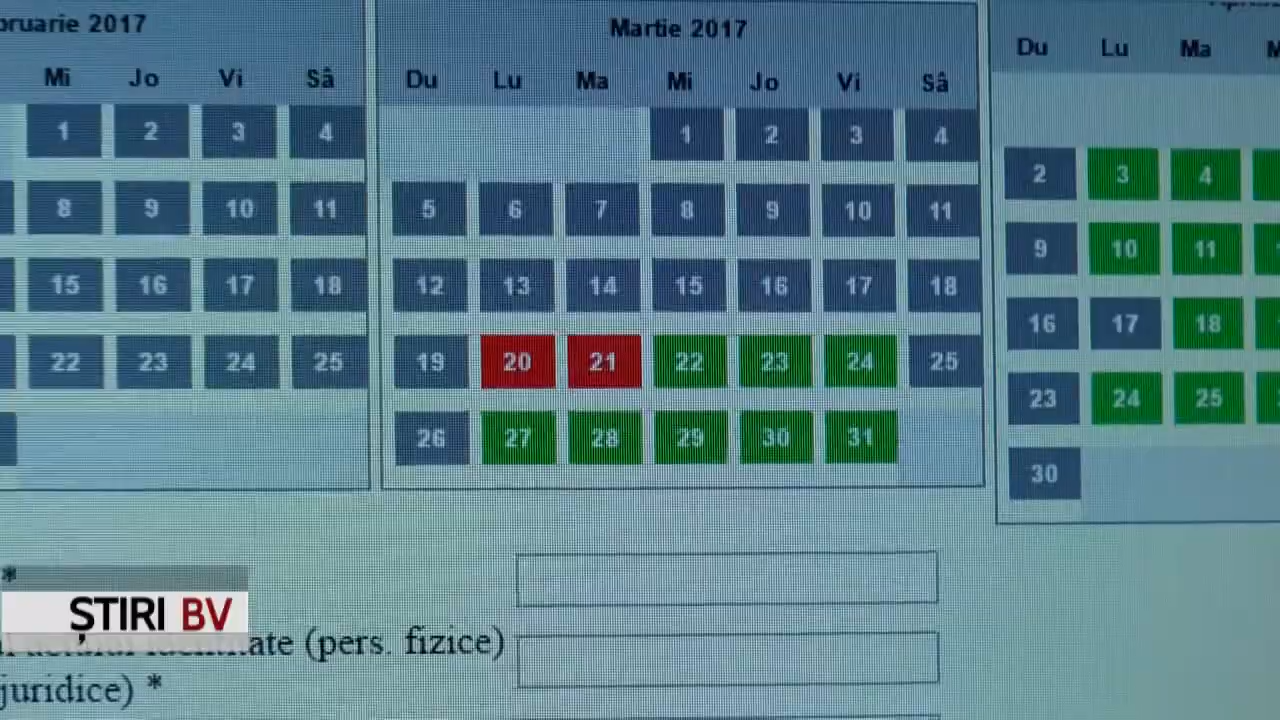 2017
Mi Jo Vi Sâ
1 2 3 4
8 9 10 11
15 16 17 18
22 23 24 25
Martie 2017
Du Lu Ma Mi Jo Vi Sâ
1 2 3 4
5 6 7 8 9 10 11
12 13 14 15 16 17 18
19 20 21 22 23 24 25
26 27 28 29 30 31
Du Lu Ma
2 3 4
9 10 11
16 17 18
23 24 25
30
*
ȘTIRI BV
(pers. fizice)
juridice) *